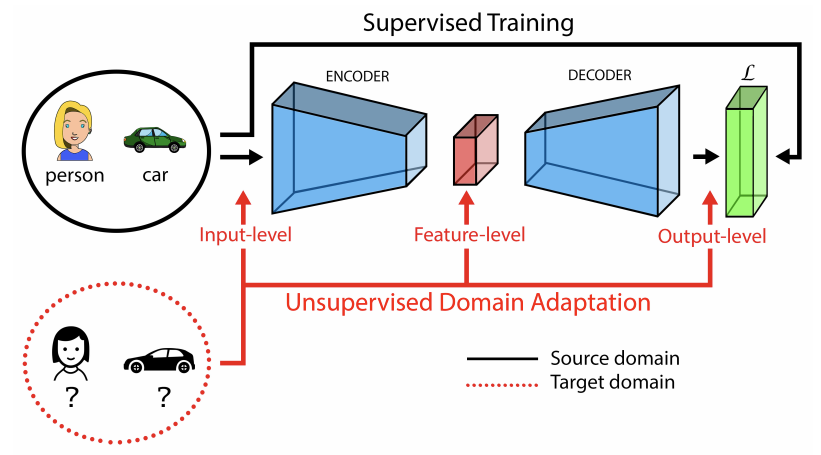 Supervised Training
ENCODER
DECODER
ℒ
person
car
Input-level
Feature-level
Output-level
Unsupervised Domain Adaptation
?
?
Source domain
Target domain